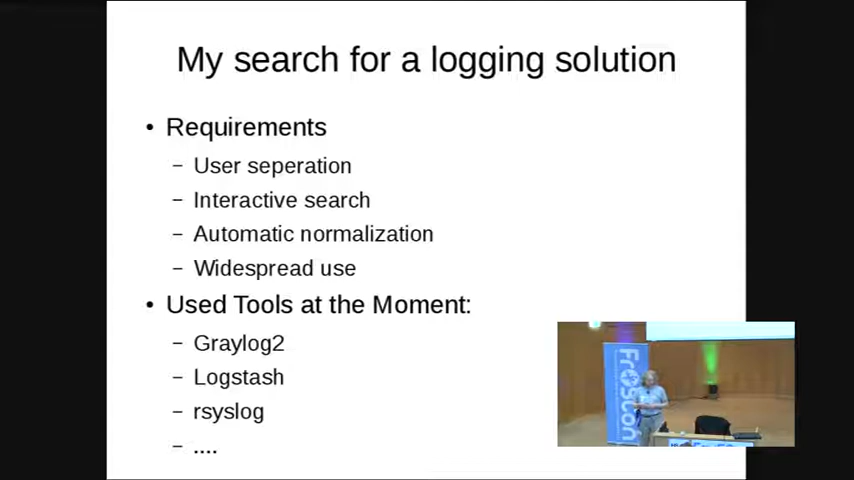 My search for a logging solution
• Requirements
– User seperation
– Interactive search
– Automatic normalization
– Widespread use
• Used Tools at the Moment:
– Graylog2
– Logstash
– rsyslog
– ....
FrOSCon